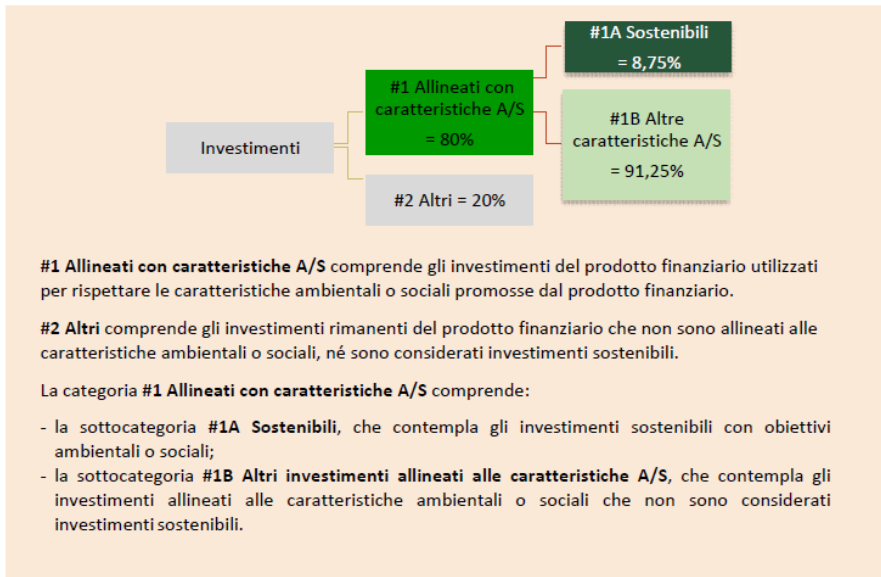 #1A Sostenibili
= 8,75%
#1 Allineati con
caratteristiche A/S
= 80%
#1B Altre
caratteristiche A/S
= 91,25%
Investimenti
#2 Altri = 20%
#1 Allineati con caratteristiche A/S comprende gli investimenti del prodotto finanziario utilizzati
per rispettare le caratteristiche ambientali o sociali promosse dal prodotto finanziario.
#2 Altri comprende gli investimenti rimanenti del prodotto finanziario che non sono allineati alle
caratteristiche ambientali o sociali, né sono considerati investimenti sostenibili.
La categoria #1 Allineati con caratteristiche A/S comprende:
- la sottocategoria #1A Sostenibili, che contempla gli investimenti sostenibili con obiettivi
ambientali o sociali;
- la sottocategoria #1B Altri investimenti allineati alle caratteristiche A/S, che contempla gli
investimenti allineati alle caratteristiche ambientali o sociali che non sono considerati
investimenti sostenibili.